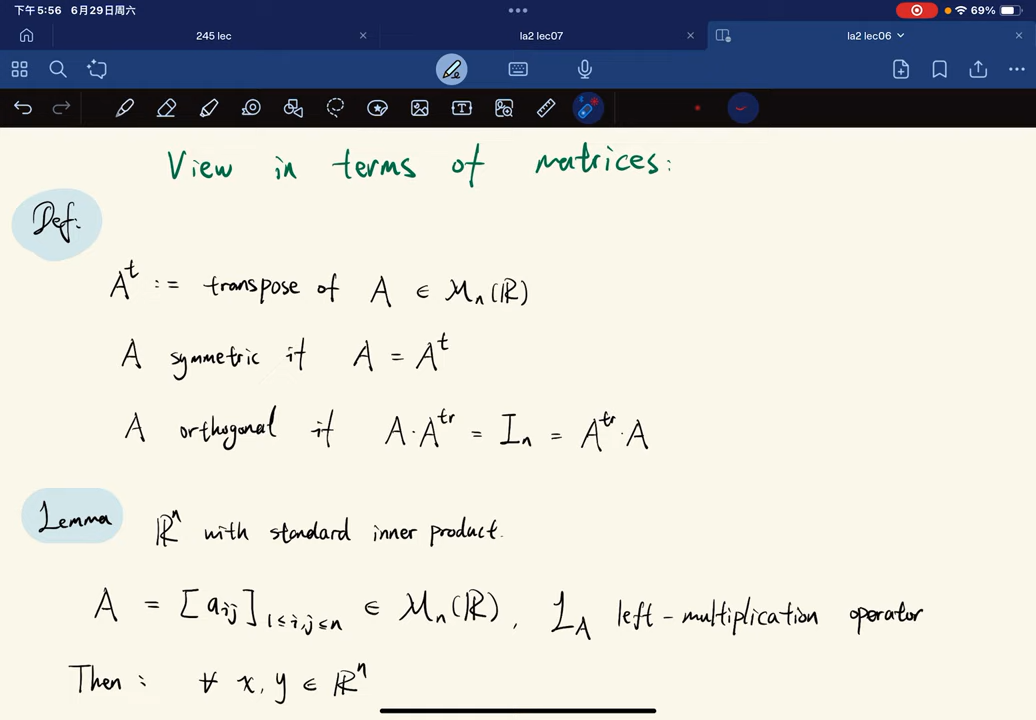 下午5:56 6月29日周六
69%
245 lec
la2 lec07
la2 lec06
View in terms of matrices:
Def:
A^t := transpose of A ∈ M_n(ℝ)
A symmetric if A = A^t
A orthogonal if A·A^tr = I_n = A^tr·A
Lemma ℝ^n with standard inner product.
A = [a_ij]_{1≤i,j≤n} ∈ M_n(ℝ), L_A left-multiplication operator
Then: ∀ x, y ∈ ℝ^n